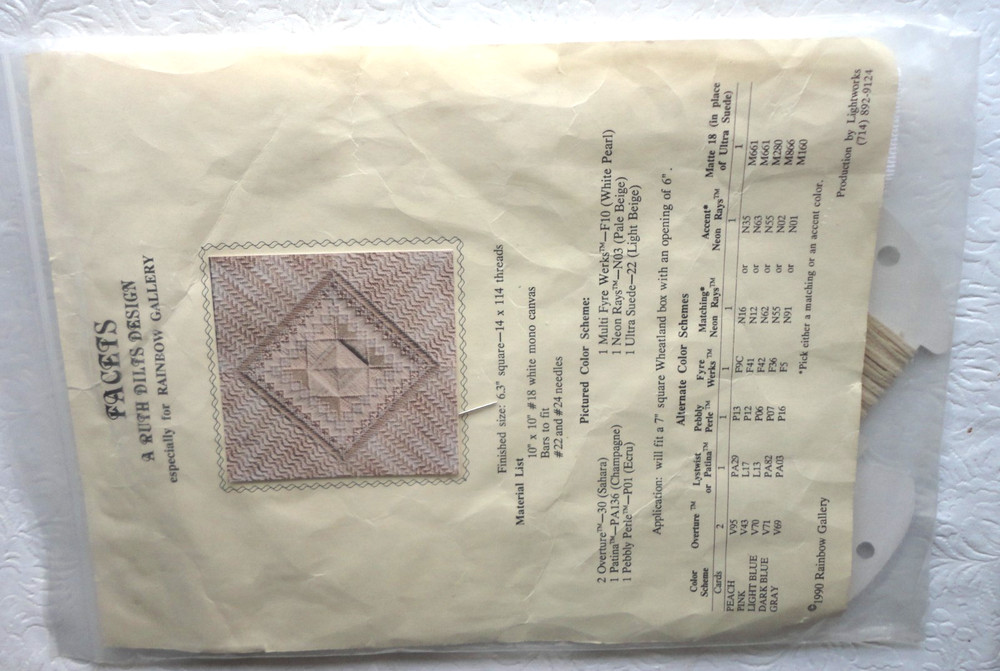 FACETS
A RUTH DILTS DESIGN
especially for RAINBOW GALLERY
Finished size: 6.3" square—14 x 114 threads
Material List
10" x 10" #18 white mono canvas
Bars to fit
#22 and #24 needles
Pictured Color Scheme:
2 Overture™—30 (Sahara) 1 Multi Fyre Werks™—F10 (White Pearl)
1 Patina™—PA136 (Champagne) 1 Neon Rays™—N03 (Pale Beige)
1 Pebbly Perle™—P01 (Ecru) 1 Ultra Suede—22 (Light Beige)
Application: will fit a 7" square Wheatland box with an opening of 6".
Alternate Color Schemes
Color Overture™ Lystwist Pebbly Fyre Matching* Accent* Matte 18 (in place
Scheme or Patina™ Perle™ Werks™ Neon Rays™ Neon Rays™ of Ultra Suede)
Cards 2 1 1 1 1 1 1
PEACH V95 PA29 P13 F9C N16 or N35 M661
PINK V43 L17 P12 F41 N12 or N63 M661
LIGHT BLUE V70 L13 P06 F42 N62 or N55 M280
DARK BLUE V71 PA82 P07 F36 N55 or N02 M866
GRAY V69 PA03 P16 F5 N91 or N01 M160
*Pick either a matching or an accent color.
©1990 Rainbow Gallery
Production by Lightworks
(714) 892-9124